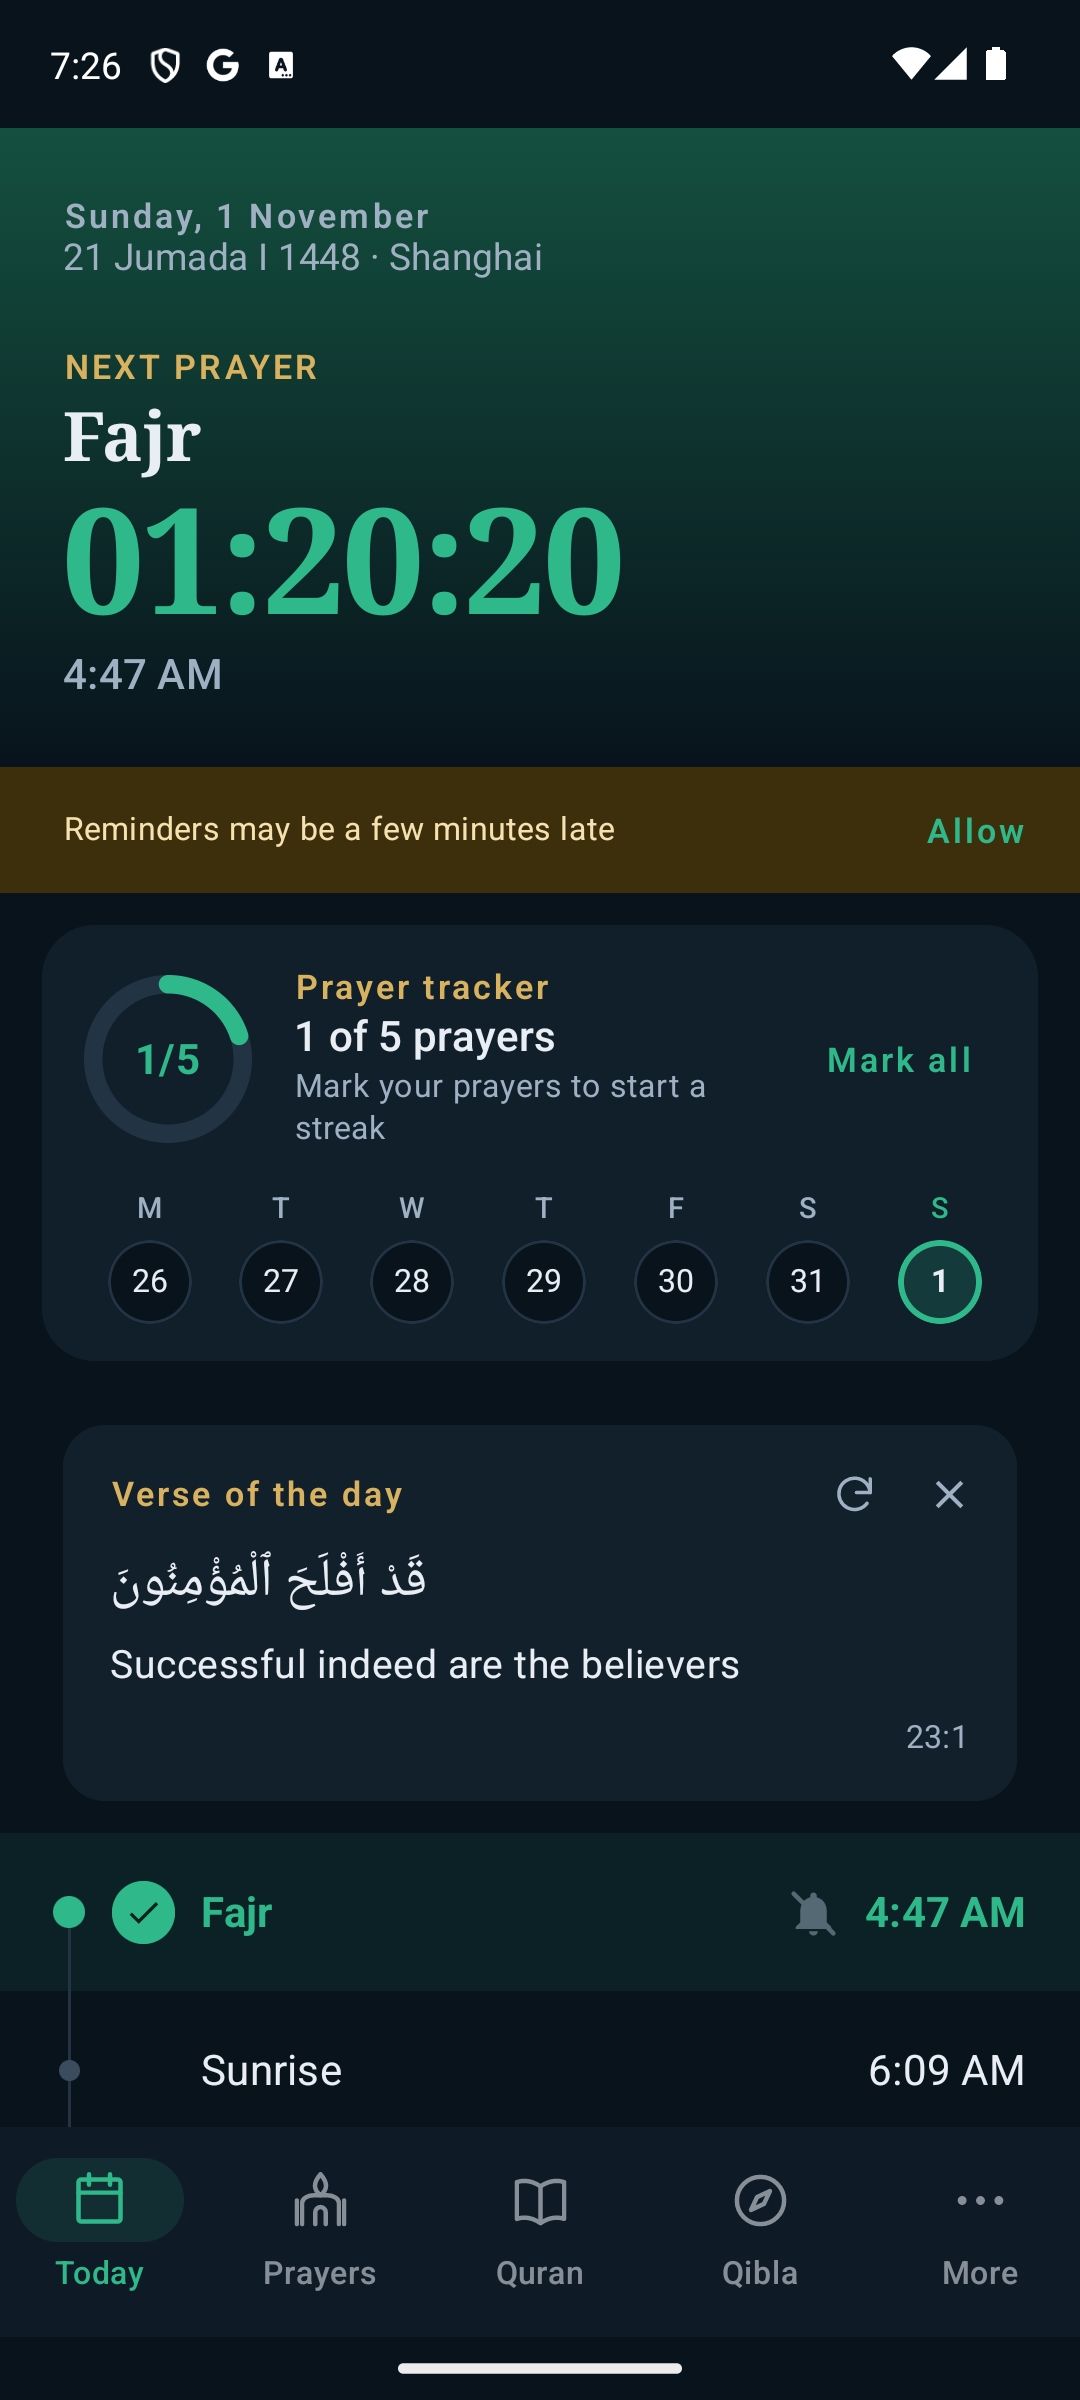 7:26
Sunday, 1 November
21 Jumada I 1448 · Shanghai
NEXT PRAYER
Fajr
01:20:20
4:47 AM
Reminders may be a few minutes late
Allow
Prayer tracker
1/5
1 of 5 prayers
Mark your prayers to start a
streak
Mark all
M T W T F S S
26 27 28 29 30 31 1
Verse of the day
قَدْ أَفْلَحَ ٱلْمُؤْمِنُونَ
Successful indeed are the believers
23:1
Fajr 4:47 AM
Sunrise 6:09 AM
Today Prayers Quran Qibla More